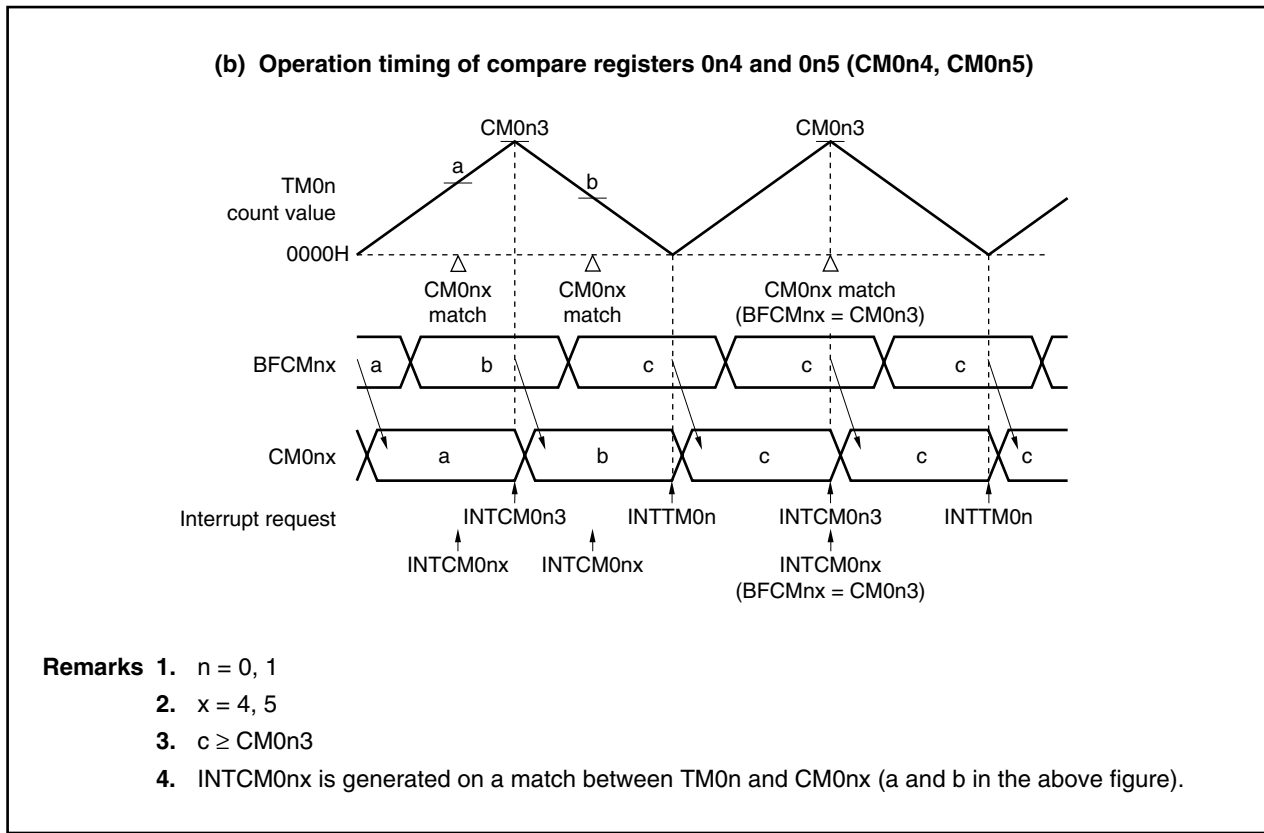 (b) Operation timing of compare registers 0n4 and 0n5 (CM0n4, CM0n5)
CM0n3 CM0n3
a
b
TM0n
count value
0000H
CM0nx CM0nx CM0nx match
match match (BFCMnx = CM0n3)
BFCMnx a b c c c
CM0nx a b c c c
Interrupt request INTCM0n3 INTTM0n INTCM0n3 INTTM0n
INTCM0nx INTCM0nx INTCM0nx
(BFCMnx = CM0n3)
Remarks 1. n = 0, 1
2. x = 4, 5
3. c ≥ CM0n3
4. INTCM0nx is generated on a match between TM0n and CM0nx (a and b in the above figure).